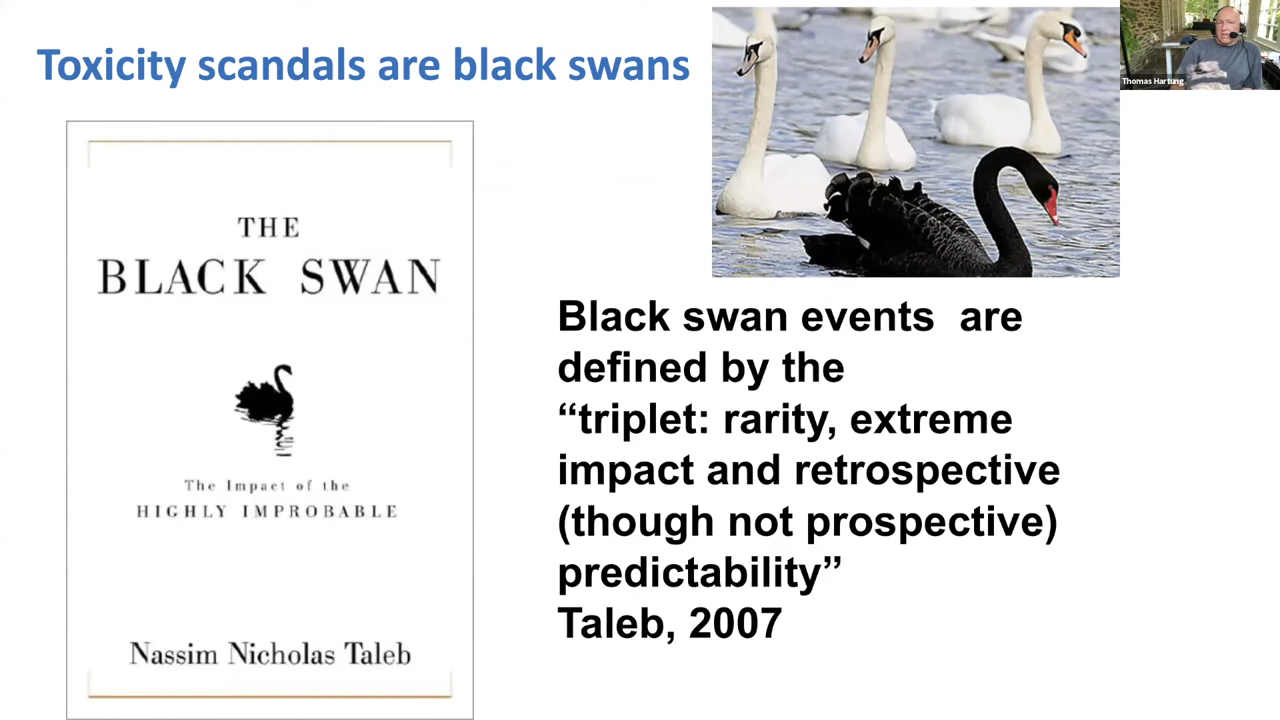 Toxicity scandals are black swans
Thomas Hartung
THE
BLACK SWAN
The Impact of the
HIGHLY IMPROBABLE
Nassim Nicholas Taleb
Black swan events  are
defined by the
“triplet: rarity, extreme
impact and retrospective
(though not prospective)
predictability”
Taleb, 2007